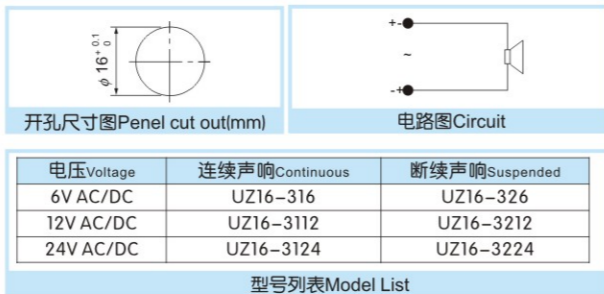 φ 16 +0.1 0
开孔尺寸图Penel cut out(mm)
+-
~
-+
电路图Circuit
电压Voltage 连续声响Continuous 断续声响Suspended
6V AC/DC UZ16-316 UZ16-326
12V AC/DC UZ16-3112 UZ16-3212
24V AC/DC UZ16-3124 UZ16-3224
型号列表Model List